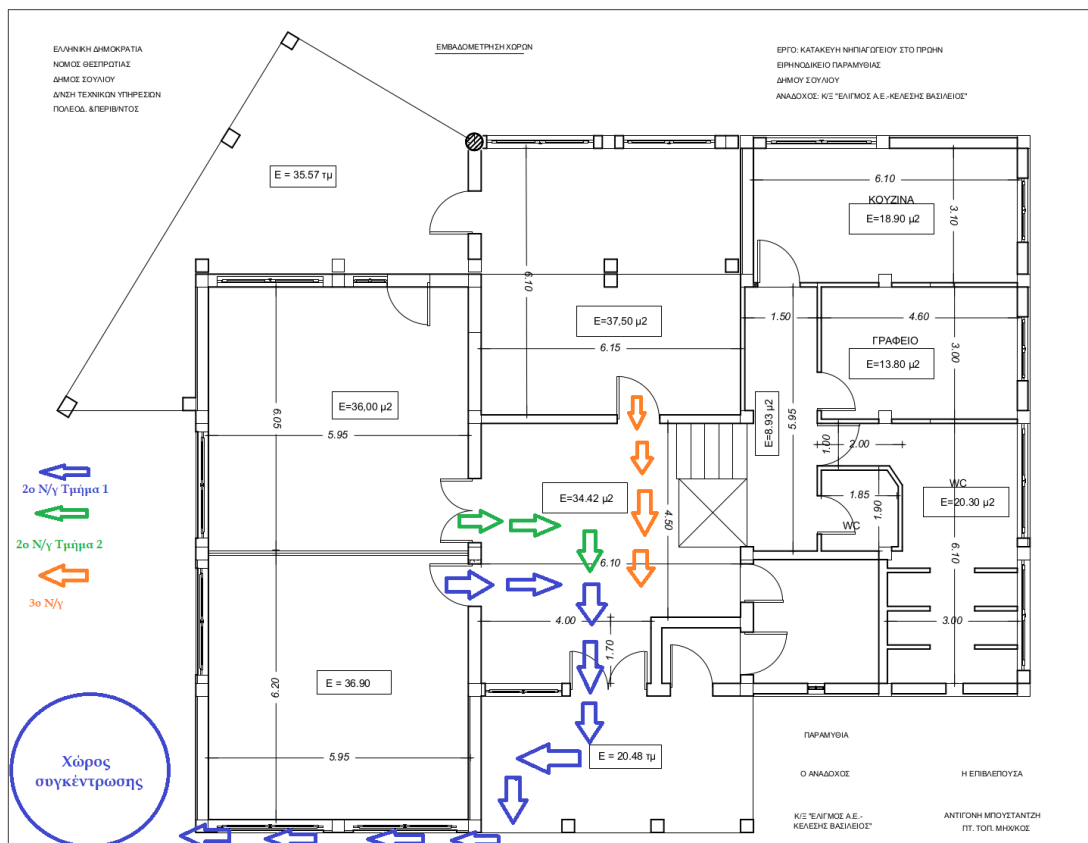 ΕΛΛΗΝΙΚΗ ΔΗΜΟΚΡΑΤΙΑ
ΝΟΜΟΣ ΘΕΣΠΡΩΤΙΑΣ
ΔΗΜΟΣ ΣΟΥΛΙΟΥ
Δ/ΝΣΗ ΤΕΧΝΙΚΩΝ ΥΠΗΡΕΣΙΩΝ
ΠΟΛΕΟΔ. &ΠΕΡΙΒ/ΝΤΟΣ
ΕΜΒΑΔΟΜΕΤΡΗΣΗ ΧΩΡΩΝ
ΕΡΓΟ: ΚΑΤΑΚΕΥΗ ΝΗΠΙΑΓΩΓΕΙΟΥ ΣΤΟ ΠΡΩΗΝ
ΕΙΡΗΝΟΔΙΚΕΙΟ ΠΑΡΑΜΥΘΙΑΣ
ΔΗΜΟΥ ΣΟΥΛΙΟΥ
ΑΝΑΔΟΧΟΣ: Κ/Ξ "ΕΛΙΓΜΟΣ Α.Ε.-ΚΕΛΕΣΗΣ ΒΑΣΙΛΕΙΟΣ"
E = 35.57 τμ
6.10
ΚΟΥΖΙΝΑ
E=18.90 μ2
3.10
6.10
E=37,50 μ2
6.15
1.50
4.60
ΓΡΑΦΕΙΟ
E=13.80 μ2
3.00
E=36,00 μ2
6.05
5.95
E=8.93 μ2
5.95
1.00
2.00
2ο Ν/γ Τμήμα 1
2ο Ν/γ Τμήμα 2
3ο Ν/γ
E=34.42 μ2
4.50
6.10
1.85
1.90
WC
WC
E=20.30 μ2
6.10
3.00
4.00
1.70
6.20
E = 36.90
5.95
E = 20.48 τμ
Χώρος
συγκέντρωσης
ΠΑΡΑΜΥΘΙΑ
Ο ΑΝΑΔΟΧΟΣ
Η ΕΠΙΒΛΕΠΟΥΣΑ
Κ/Ξ "ΕΛΙΓΜΟΣ Α.Ε.-
ΚΕΛΕΣΗΣ ΒΑΣΙΛΕΙΟΣ"
ΑΝΤΙΓΟΝΗ ΜΠΟΥΣΤΑΝΤΖΗ
ΠΤ. ΤΟΠ. ΜΗΧ/ΚΟΣ